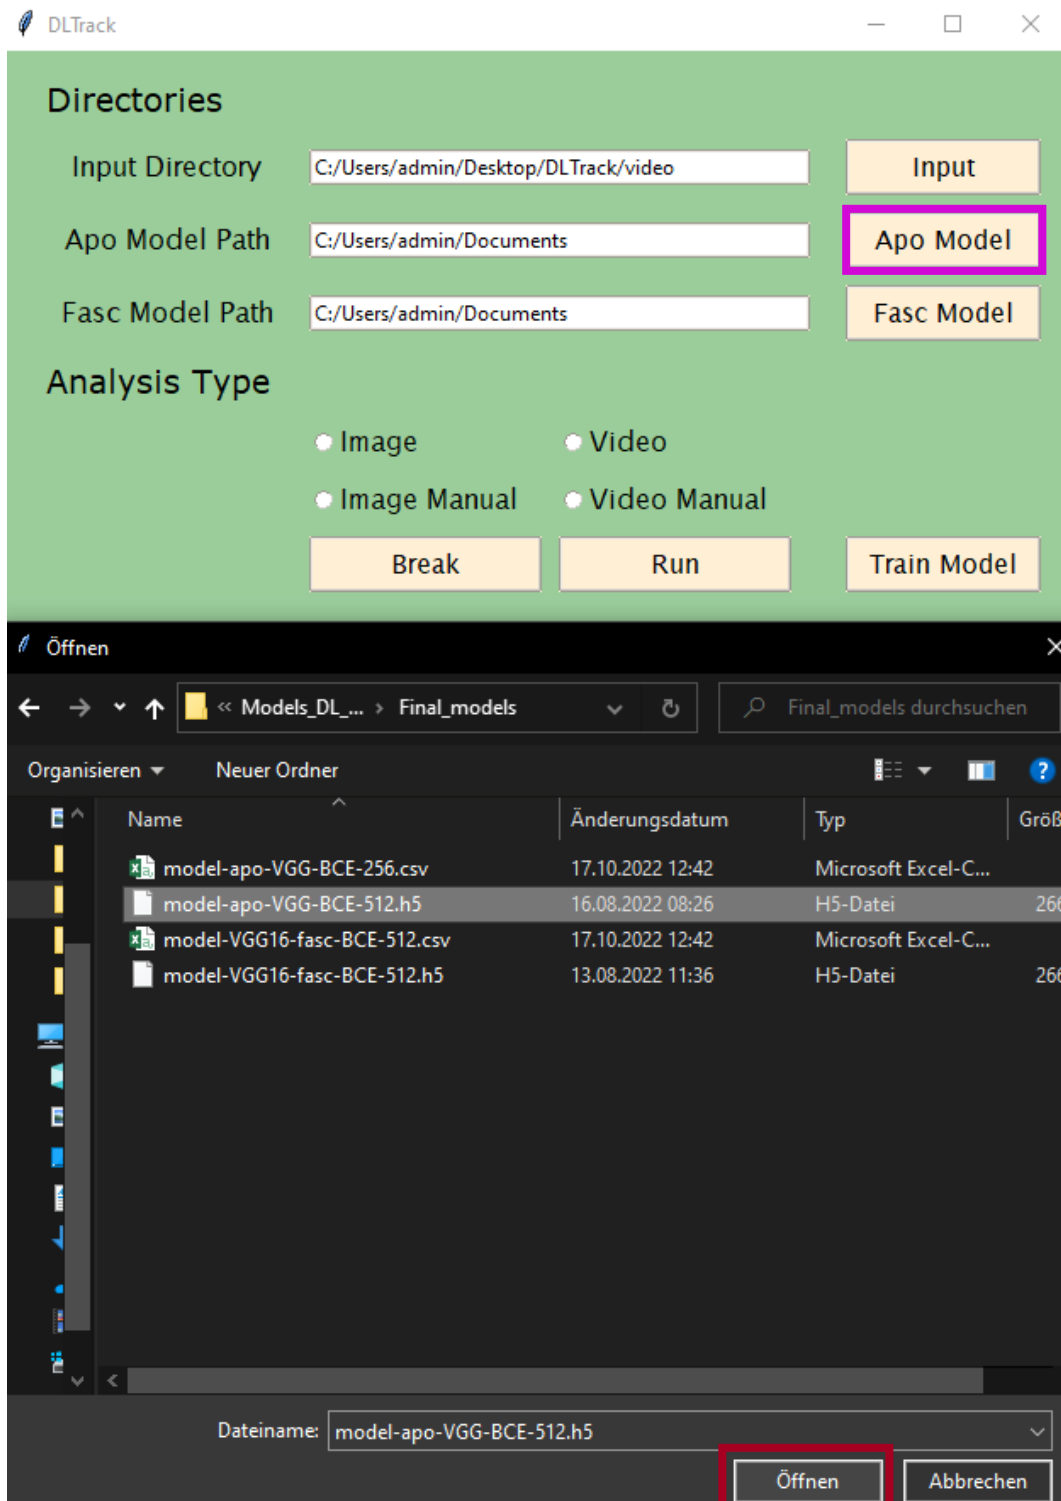 DLTrack
Directories
Input Directory C:/Users/admin/Desktop/DLTrack/video Input
Apo Model Path C:/Users/admin/Documents Apo Model
Fasc Model Path C:/Users/admin/Documents Fasc Model
Analysis Type
Image Video
Image Manual Video Manual
Break Run Train Model
Öffnen
« Models_DL_... › Final_models Final_models durchsuchen
Organisieren Neuer Ordner ?
Name Änderungsdatum Typ Größ
model-apo-VGG-BCE-256.csv 17.10.2022 12:42 Microsoft Excel-C...
model-apo-VGG-BCE-512.h5 16.08.2022 08:26 H5-Datei 266
model-VGG16-fasc-BCE-512.csv 17.10.2022 12:42 Microsoft Excel-C...
model-VGG16-fasc-BCE-512.h5 13.08.2022 11:36 H5-Datei 266
Dateiname: model-apo-VGG-BCE-512.h5
Öffnen Abbrechen